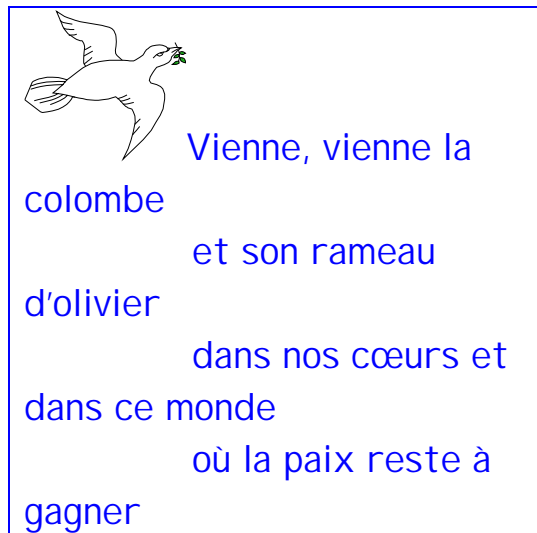 Vienne, vienne la
colombe
et son rameau
d'olivier
dans nos cœurs et
dans ce monde
où la paix reste à
gagner